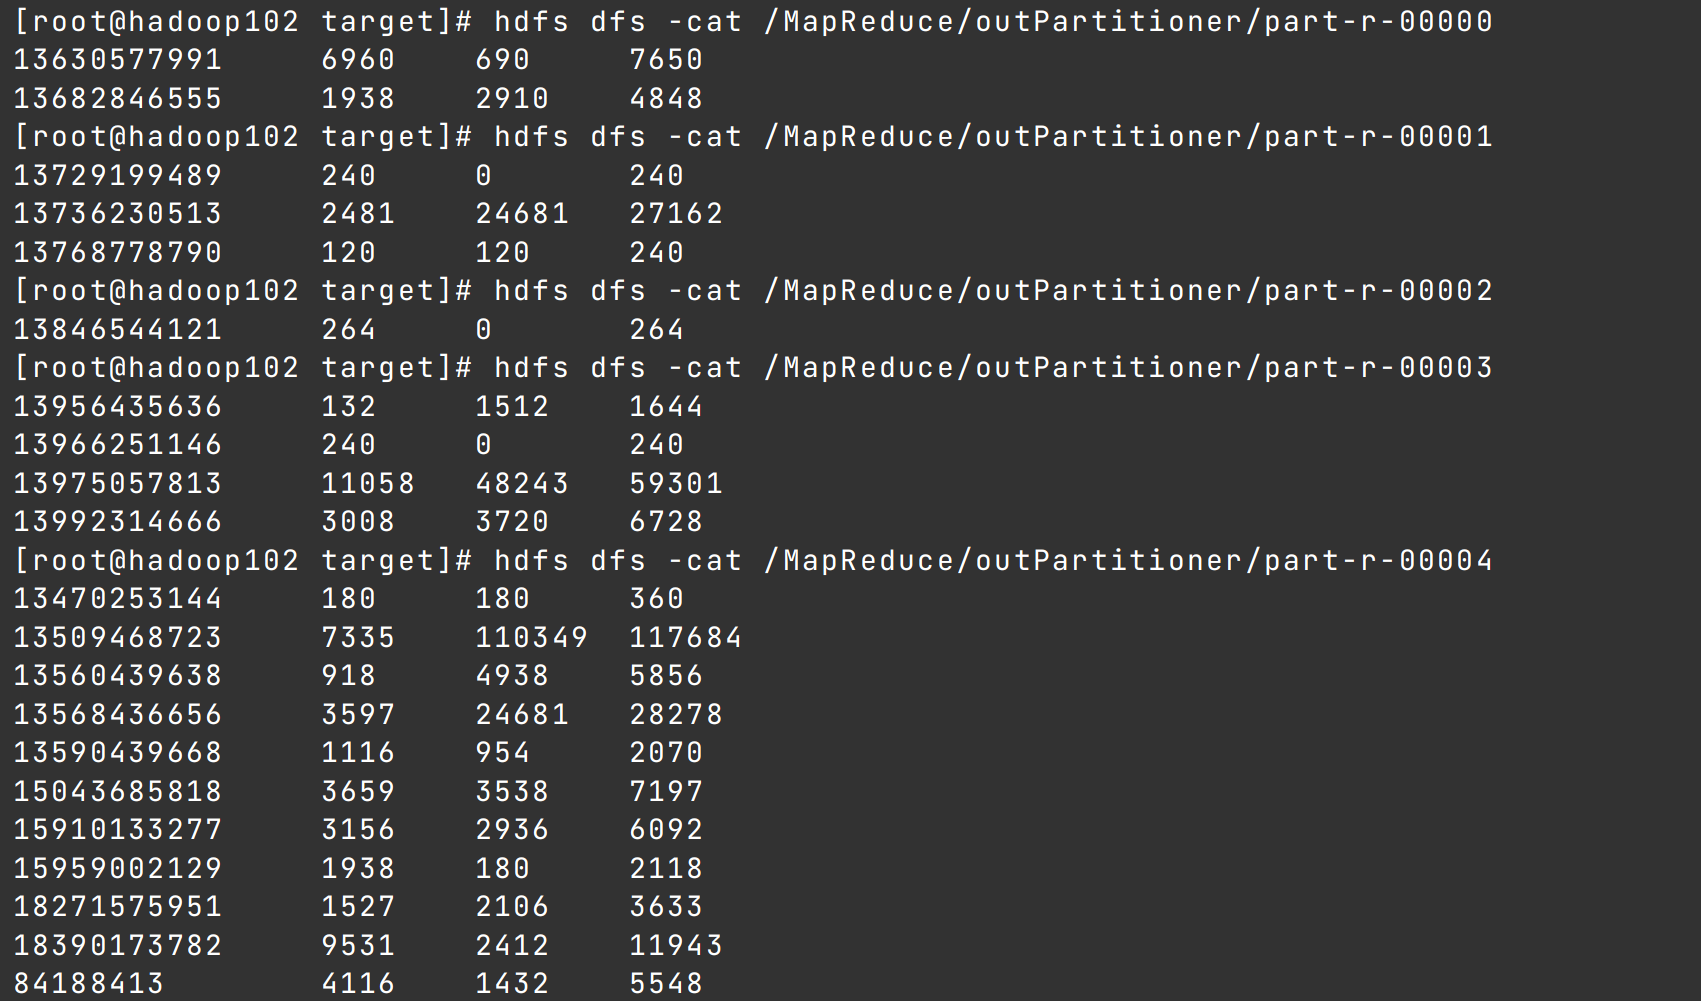 [root@hadoop102 target]# hdfs dfs -cat /MapReduce/outPartitioner/part-r-00000
13630577991	6960	690	7650
13682846555	1938	2910	4848
[root@hadoop102 target]# hdfs dfs -cat /MapReduce/outPartitioner/part-r-00001
13729199489	240	0	240
13736230513	2481	24681	27162
13768778790	120	120	240
[root@hadoop102 target]# hdfs dfs -cat /MapReduce/outPartitioner/part-r-00002
13846544121	264	0	264
[root@hadoop102 target]# hdfs dfs -cat /MapReduce/outPartitioner/part-r-00003
13956435636	132	1512	1644
13966251146	240	0	240
13975057813	11058	48243	59301
13992314666	3008	3720	6728
[root@hadoop102 target]# hdfs dfs -cat /MapReduce/outPartitioner/part-r-00004
13470253144	180	180	360
13509468723	7335	110349	117684
13560439638	918	4938	5856
13568436656	3597	24681	28278
13590439668	1116	954	2070
15043685818	3659	3538	7197
15910133277	3156	2936	6092
15959002129	1938	180	2118
18271575951	1527	2106	3633
18390173782	9531	2412	11943
84188413	4116	1432	5548